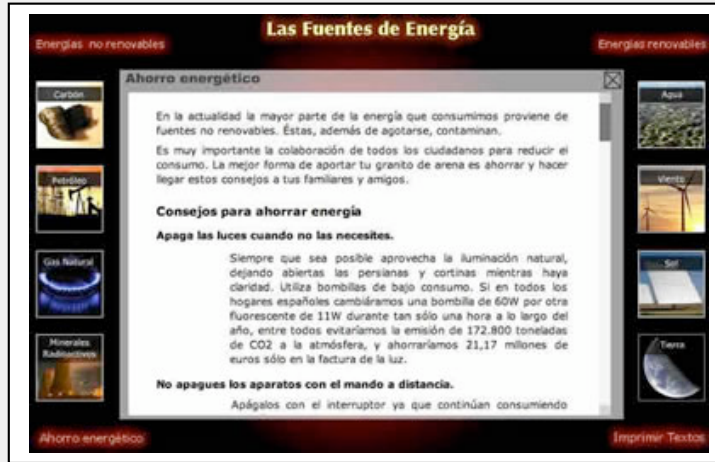 Las Fuentes de Energía
Energías no renovables
Energías renovables
Ahorro energético
Carbón
Petróleo
Gas Natural
Minerales
Radioactivos
En la actualidad la mayor parte de la energía que consumimos proviene de
fuentes no renovables. Éstas, además de agotarse, contaminan.
Es muy importante la colaboración de todos los ciudadanos para reducir el
consumo. La mejor forma de aportar tu granito de arena es ahorrar y hacer
llegar estos consejos a tus familiares y amigos.
Consejos para ahorrar energía
Apaga las luces cuando no las necesites.
Siempre que sea posible aprovecha la iluminación natural,
dejando abiertas las persianas y cortinas mientras haya
claridad. Utiliza bombillas de bajo consumo. Si en todos los
hogares españoles cambiáramos una bombilla de 60W por otra
fluorescente de 11W durante tan sólo una hora a lo largo del
año, entre todos evitaríamos la emisión de 172.800 toneladas
de CO2 a la atmósfera, y ahorraríamos 21,17 millones de
euros sólo en la factura de la luz.
No apagues los aparatos con el mando a distancia.
Apágalos con el interruptor ya que continúan consumiendo
Agua
Viento
Sol
Tierra
Ahorro energético
Imprimir Textos